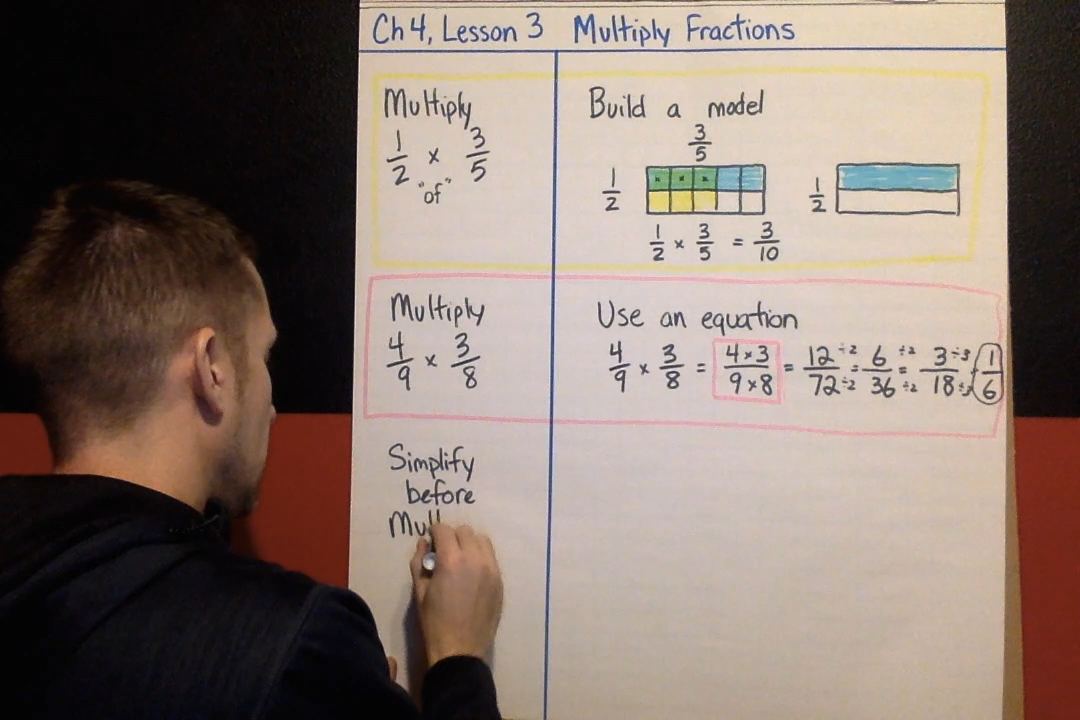 Ch 4, Lesson 3 Multiply Fractions
Multiply
1/2 × 3/5
"of"
Build a model
3/5
1/2
1/2
1/2 × 3/5 = 3/10
Multiply
4/9 × 3/8
Use an equation
4/9 × 3/8 = 4×3/9×8 = 12÷2/72÷2 = 6÷2/36÷2 = 3÷3/18÷3 = 1/6
Simplify
before
Mul